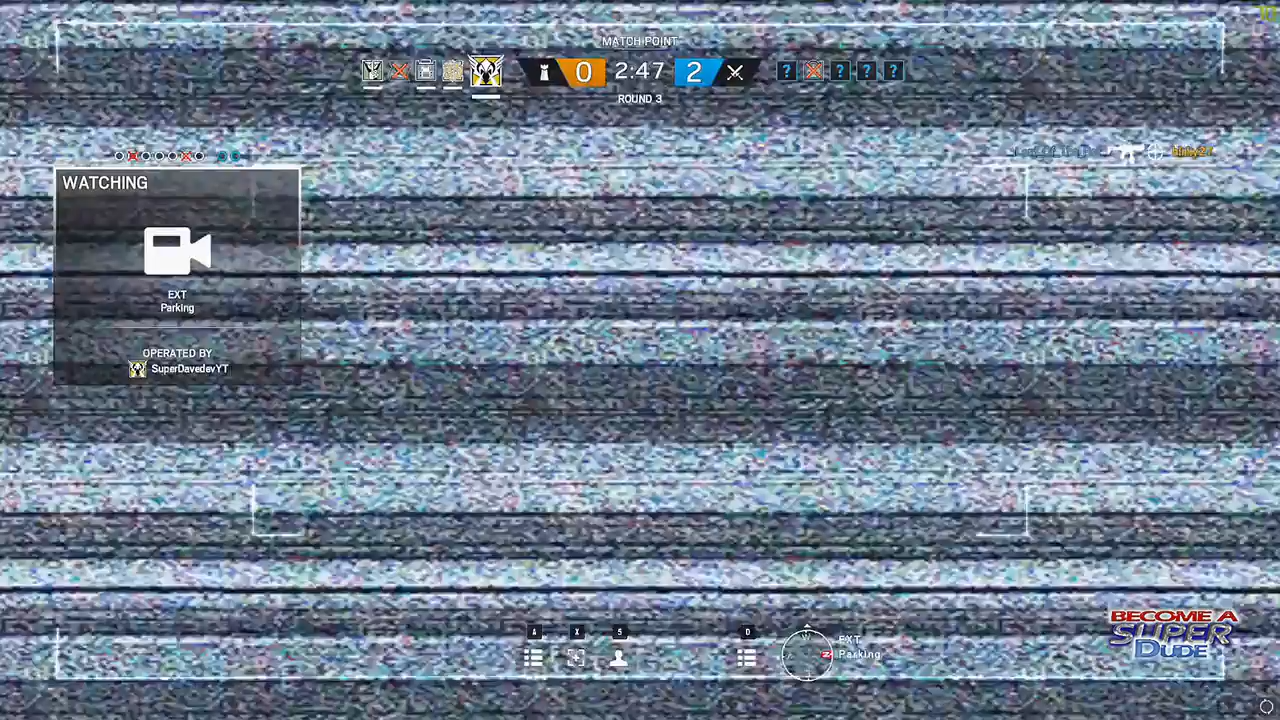 MATCH POINT
0 2:47 2
? ? ? ?
ROUND 3
WATCHING
EXT
Parking
OPERATED BY
SuperDavedevYT
A X S D
EXT
Parking
BECOME A
SUPER
DUDE